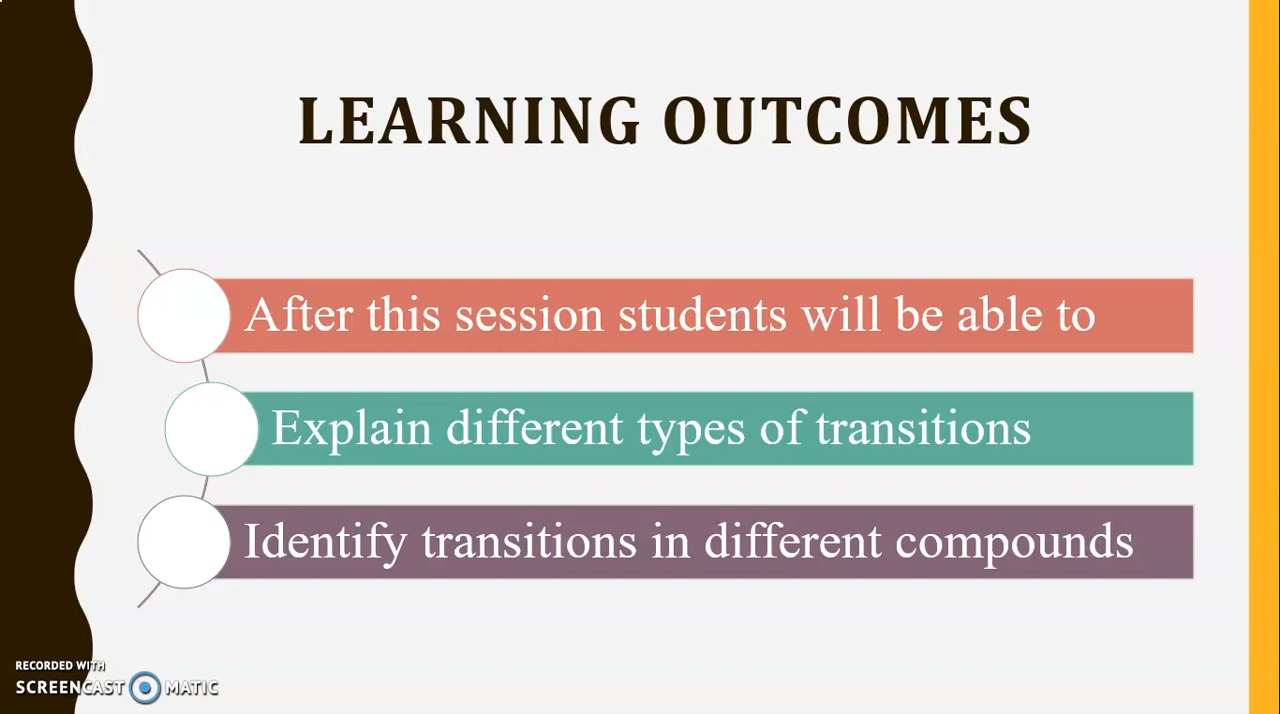 LEARNING OUTCOMES
After this session students will be able to
Explain different types of transitions
Identify transitions in different compounds
RECORDED WITH
SCREENCAST MATIC